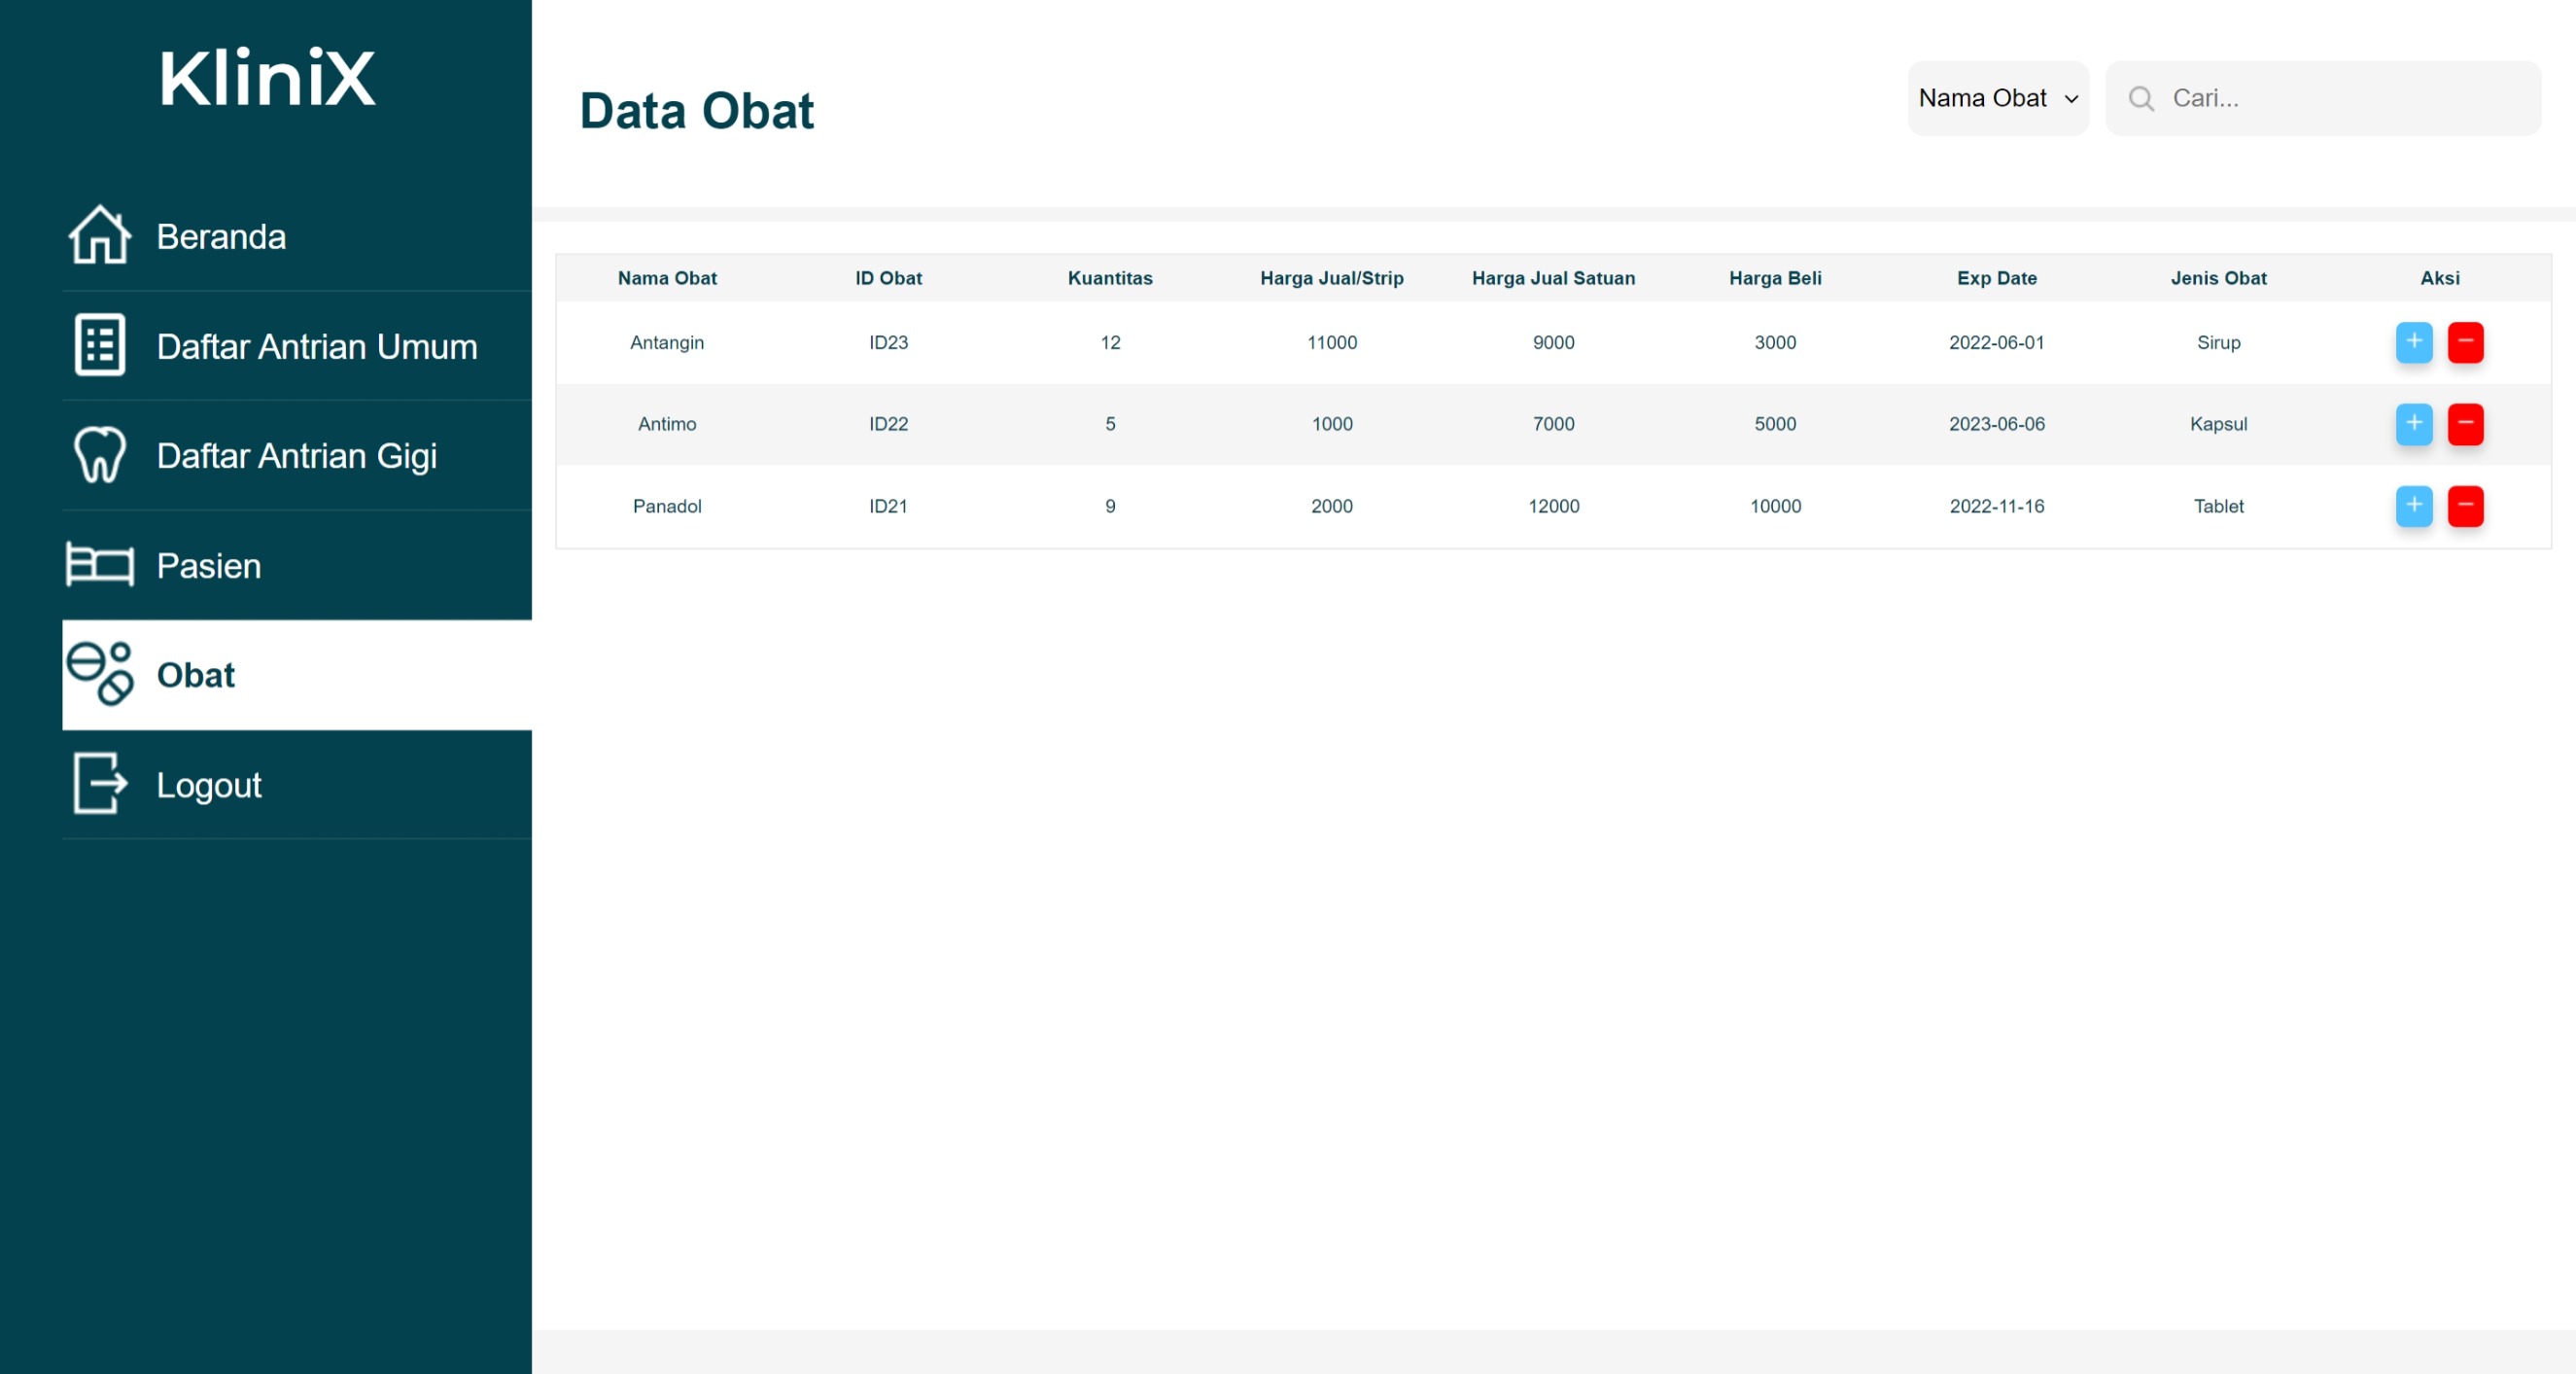 KliniX
Beranda
Daftar Antrian Umum
Daftar Antrian Gigi
Pasien
Obat
Logout
Data Obat
Nama Obat
Cari...
Nama Obat ID Obat Kuantitas Harga Jual/Strip Harga Jual Satuan Harga Beli Exp Date Jenis Obat Aksi
Antangin ID23 12 11000 9000 3000 2022-06-01 Sirup + −
Antimo ID22 5 1000 7000 5000 2023-06-06 Kapsul + −
Panadol ID21 9 2000 12000 10000 2022-11-16 Tablet + −